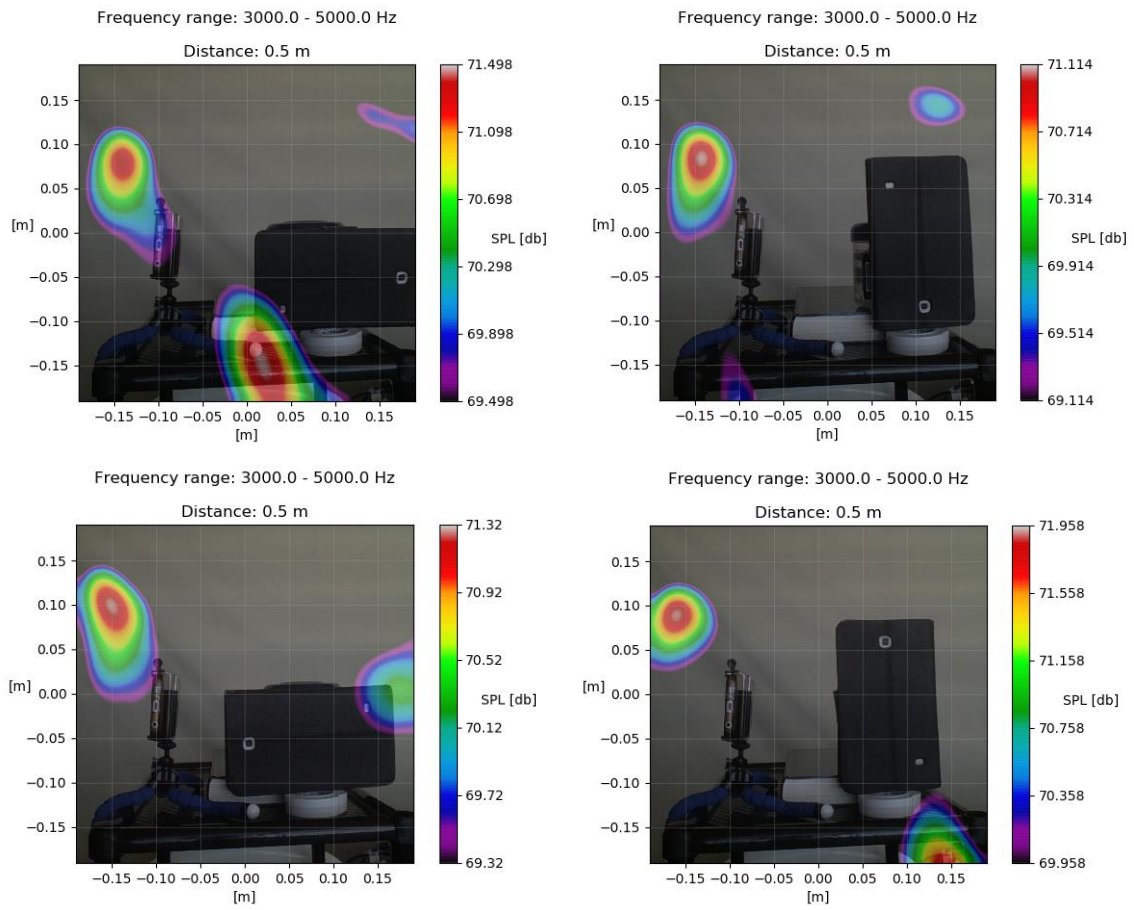 Frequency range: 3000.0 - 5000.0 Hz
Distance: 0.5 m
0.15
0.10
0.05
0.00
−0.05
−0.10
−0.15
[m]
−0.15 −0.10 −0.05 0.00 0.05 0.10 0.15
[m]
71.498
71.098
70.698
70.298
69.898
69.498
SPL [db]
Frequency range: 3000.0 - 5000.0 Hz
Distance: 0.5 m
0.15
0.10
0.05
0.00
−0.05
−0.10
−0.15
[m]
−0.15 −0.10 −0.05 0.00 0.05 0.10 0.15
[m]
71.114
70.714
70.314
69.914
69.514
69.114
SPL [db]
Frequency range: 3000.0 - 5000.0 Hz
Distance: 0.5 m
0.15
0.10
0.05
0.00
−0.05
−0.10
−0.15
[m]
−0.15 −0.10 −0.05 0.00 0.05 0.10 0.15
[m]
71.32
70.92
70.52
70.12
69.72
69.32
SPL [db]
Frequency range: 3000.0 - 5000.0 Hz
Distance: 0.5 m
0.15
0.10
0.05
0.00
−0.05
−0.10
−0.15
[m]
−0.15 −0.10 −0.05 0.00 0.05 0.10 0.15
[m]
71.958
71.558
71.158
70.758
70.358
69.958
SPL [db]